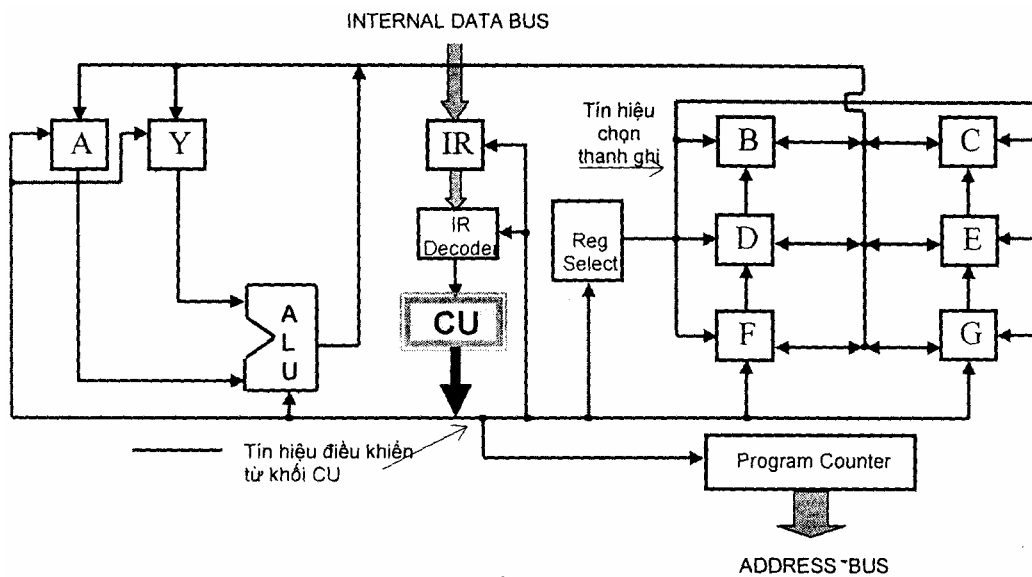 INTERNAL DATA BUS
A
Y
IR
Tín hiệu
chọn
thanh ghi
B
C
IR
Decoder
Reg
Select
D
E
CU
A
L
U
F
G
Tín hiệu điều khiển
từ khối CU
Program Counter
ADDRESS BUS